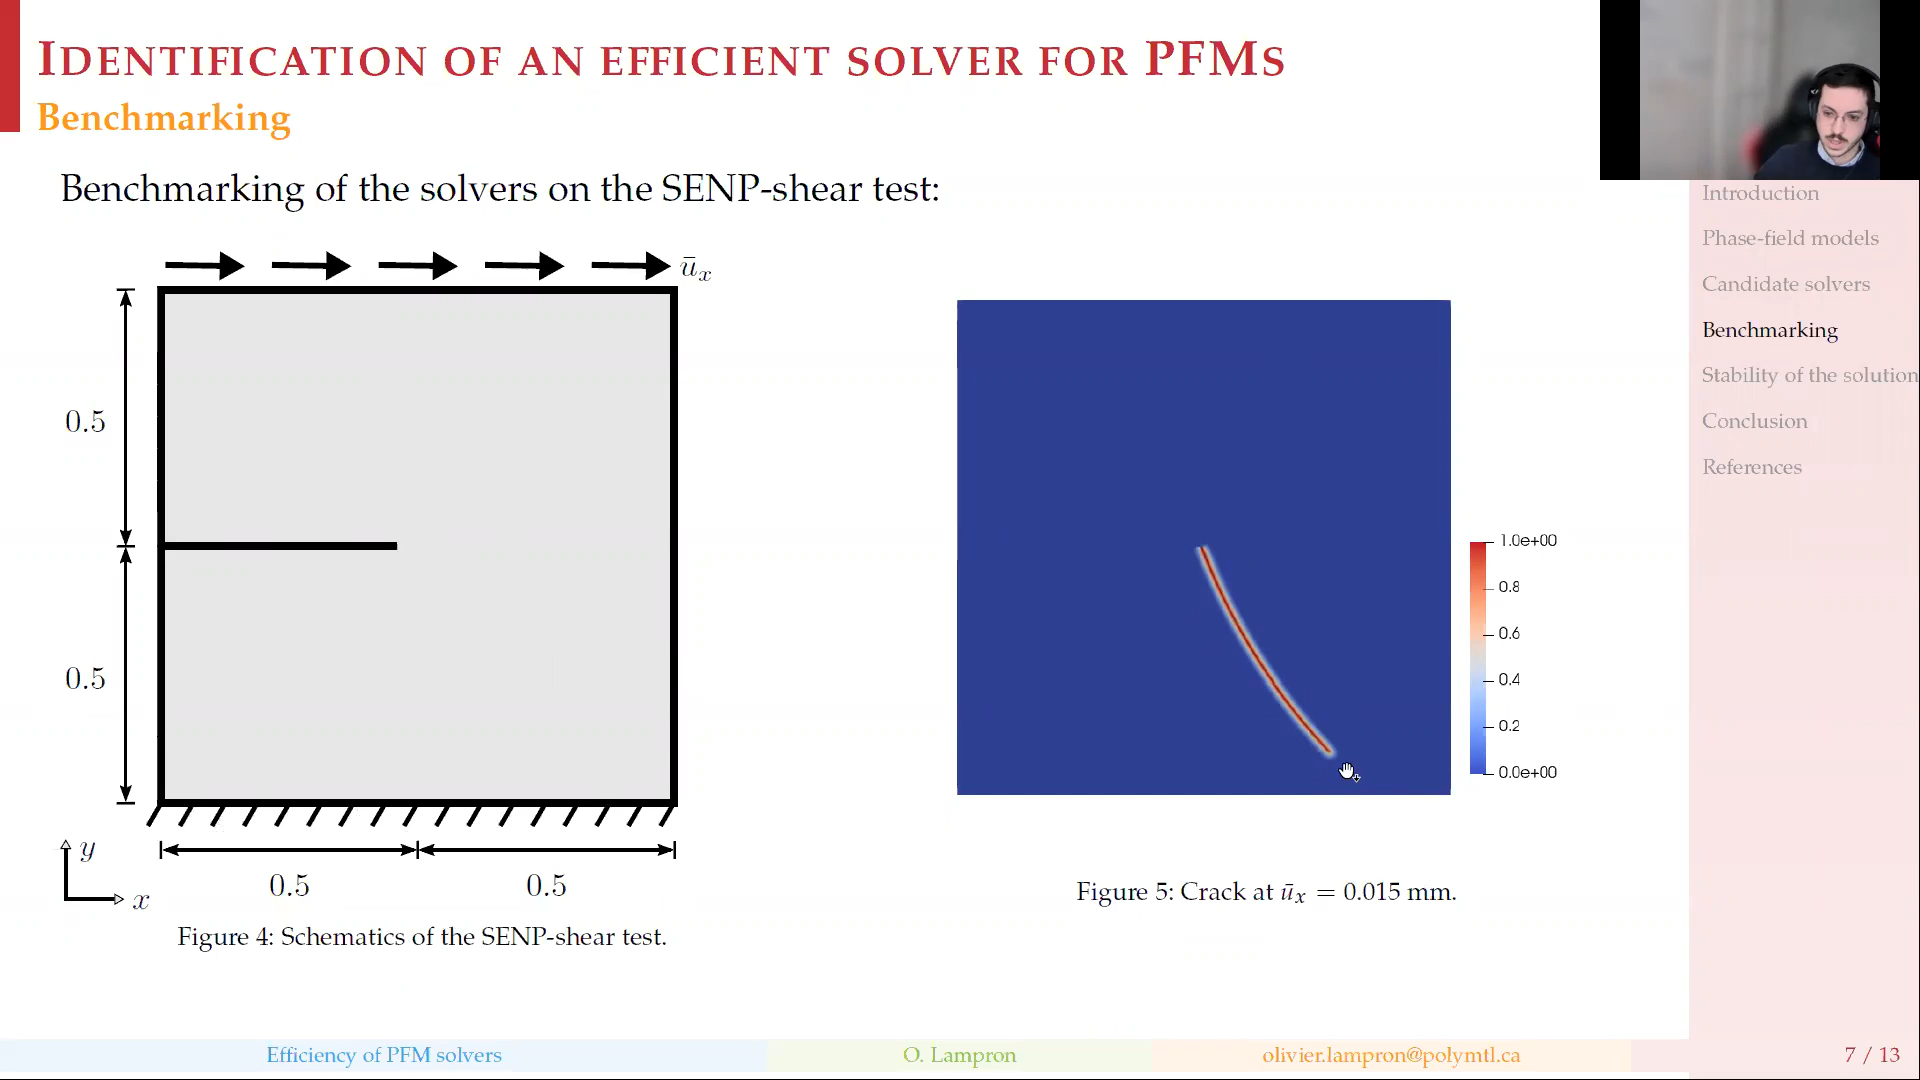 IDENTIFICATION OF AN EFFICIENT SOLVER FOR PFMS
Benchmarking
Benchmarking of the solvers on the SENP-shear test:
ūₓ
0.5
0.5
0.5
0.5
y
x
Figure 4: Schematics of the SENP-shear test.
1.0e+00
0.8
0.6
0.4
0.2
0.0e+00
Figure 5: Crack at ūₓ = 0.015 mm.
Introduction
Phase-field models
Candidate solvers
Benchmarking
Stability of the solution
Conclusion
References
Efficiency of PFM solvers
O. Lampron
olivier.lampron@polymtl.ca
7 / 13